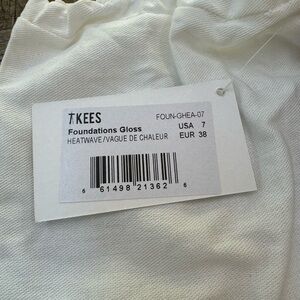 TKEES FOUN-GHEA-07
Foundations Gloss USA 7
HEATWAVE/VAGUE DE CHALEUR EUR 38
6 61498 21362 6